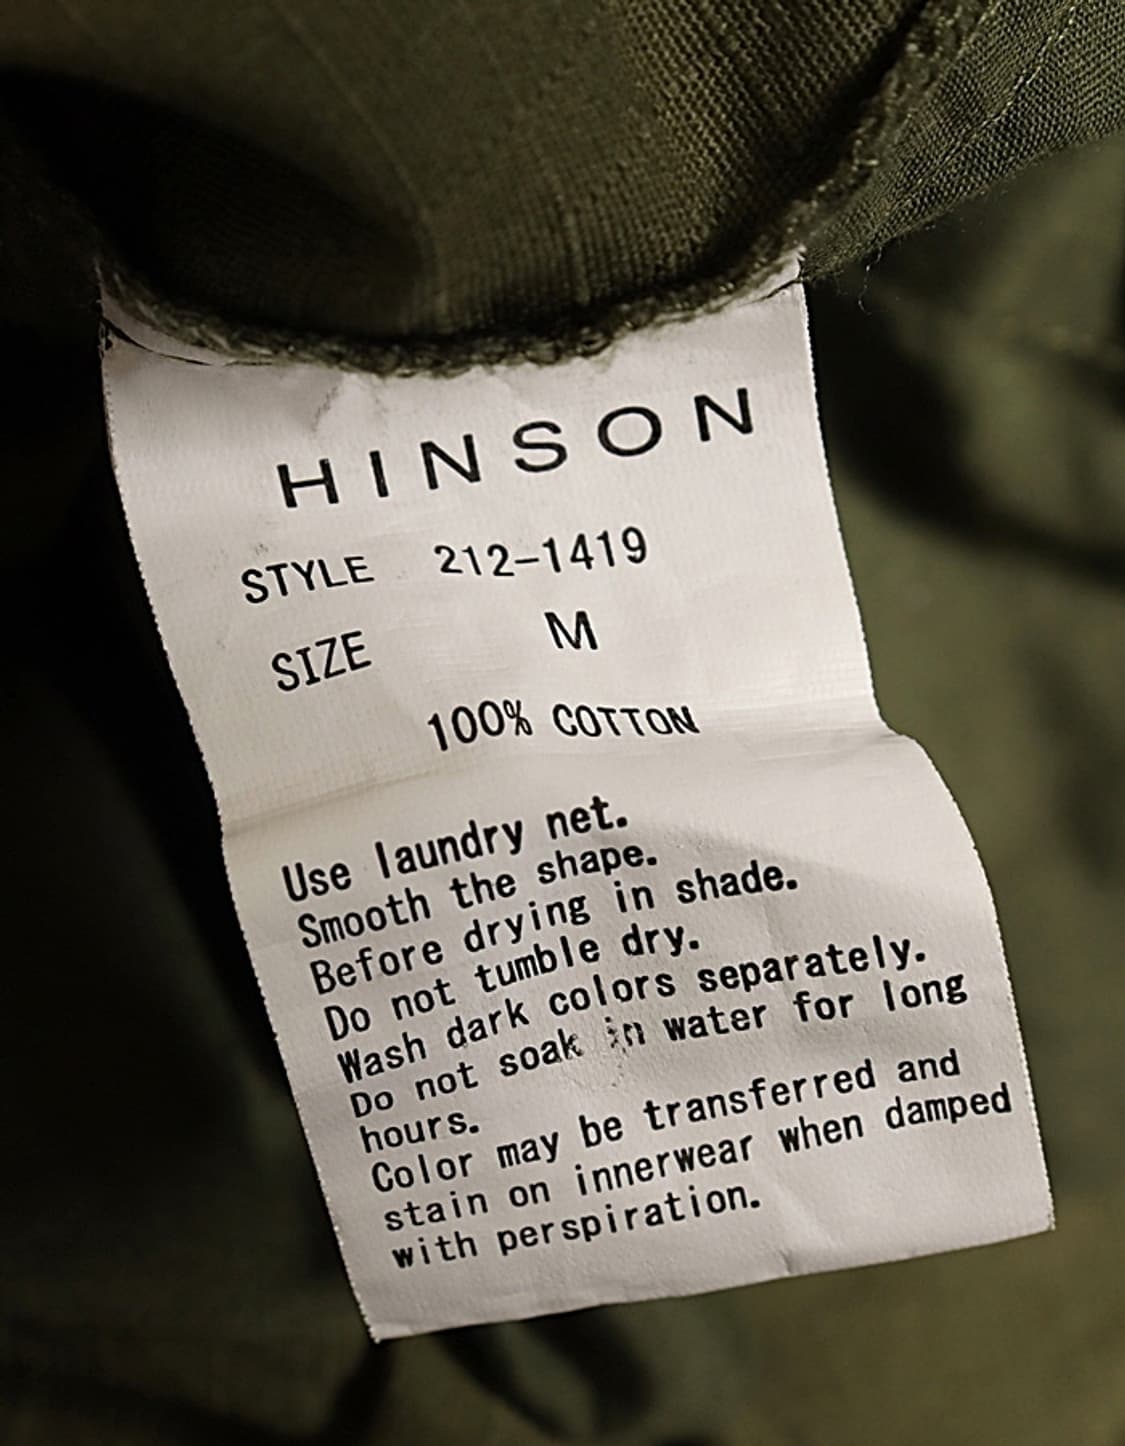 HINSON
STYLE 212-1419
SIZE M
100% COTTON
Use laundry net.
Smooth the shape.
Before drying in shade.
Do not tumble dry.
Wash dark colors separately.
Do not soak in water for long
hours.
Color may be transferred and
stain on innerwear when damped
with perspiration.